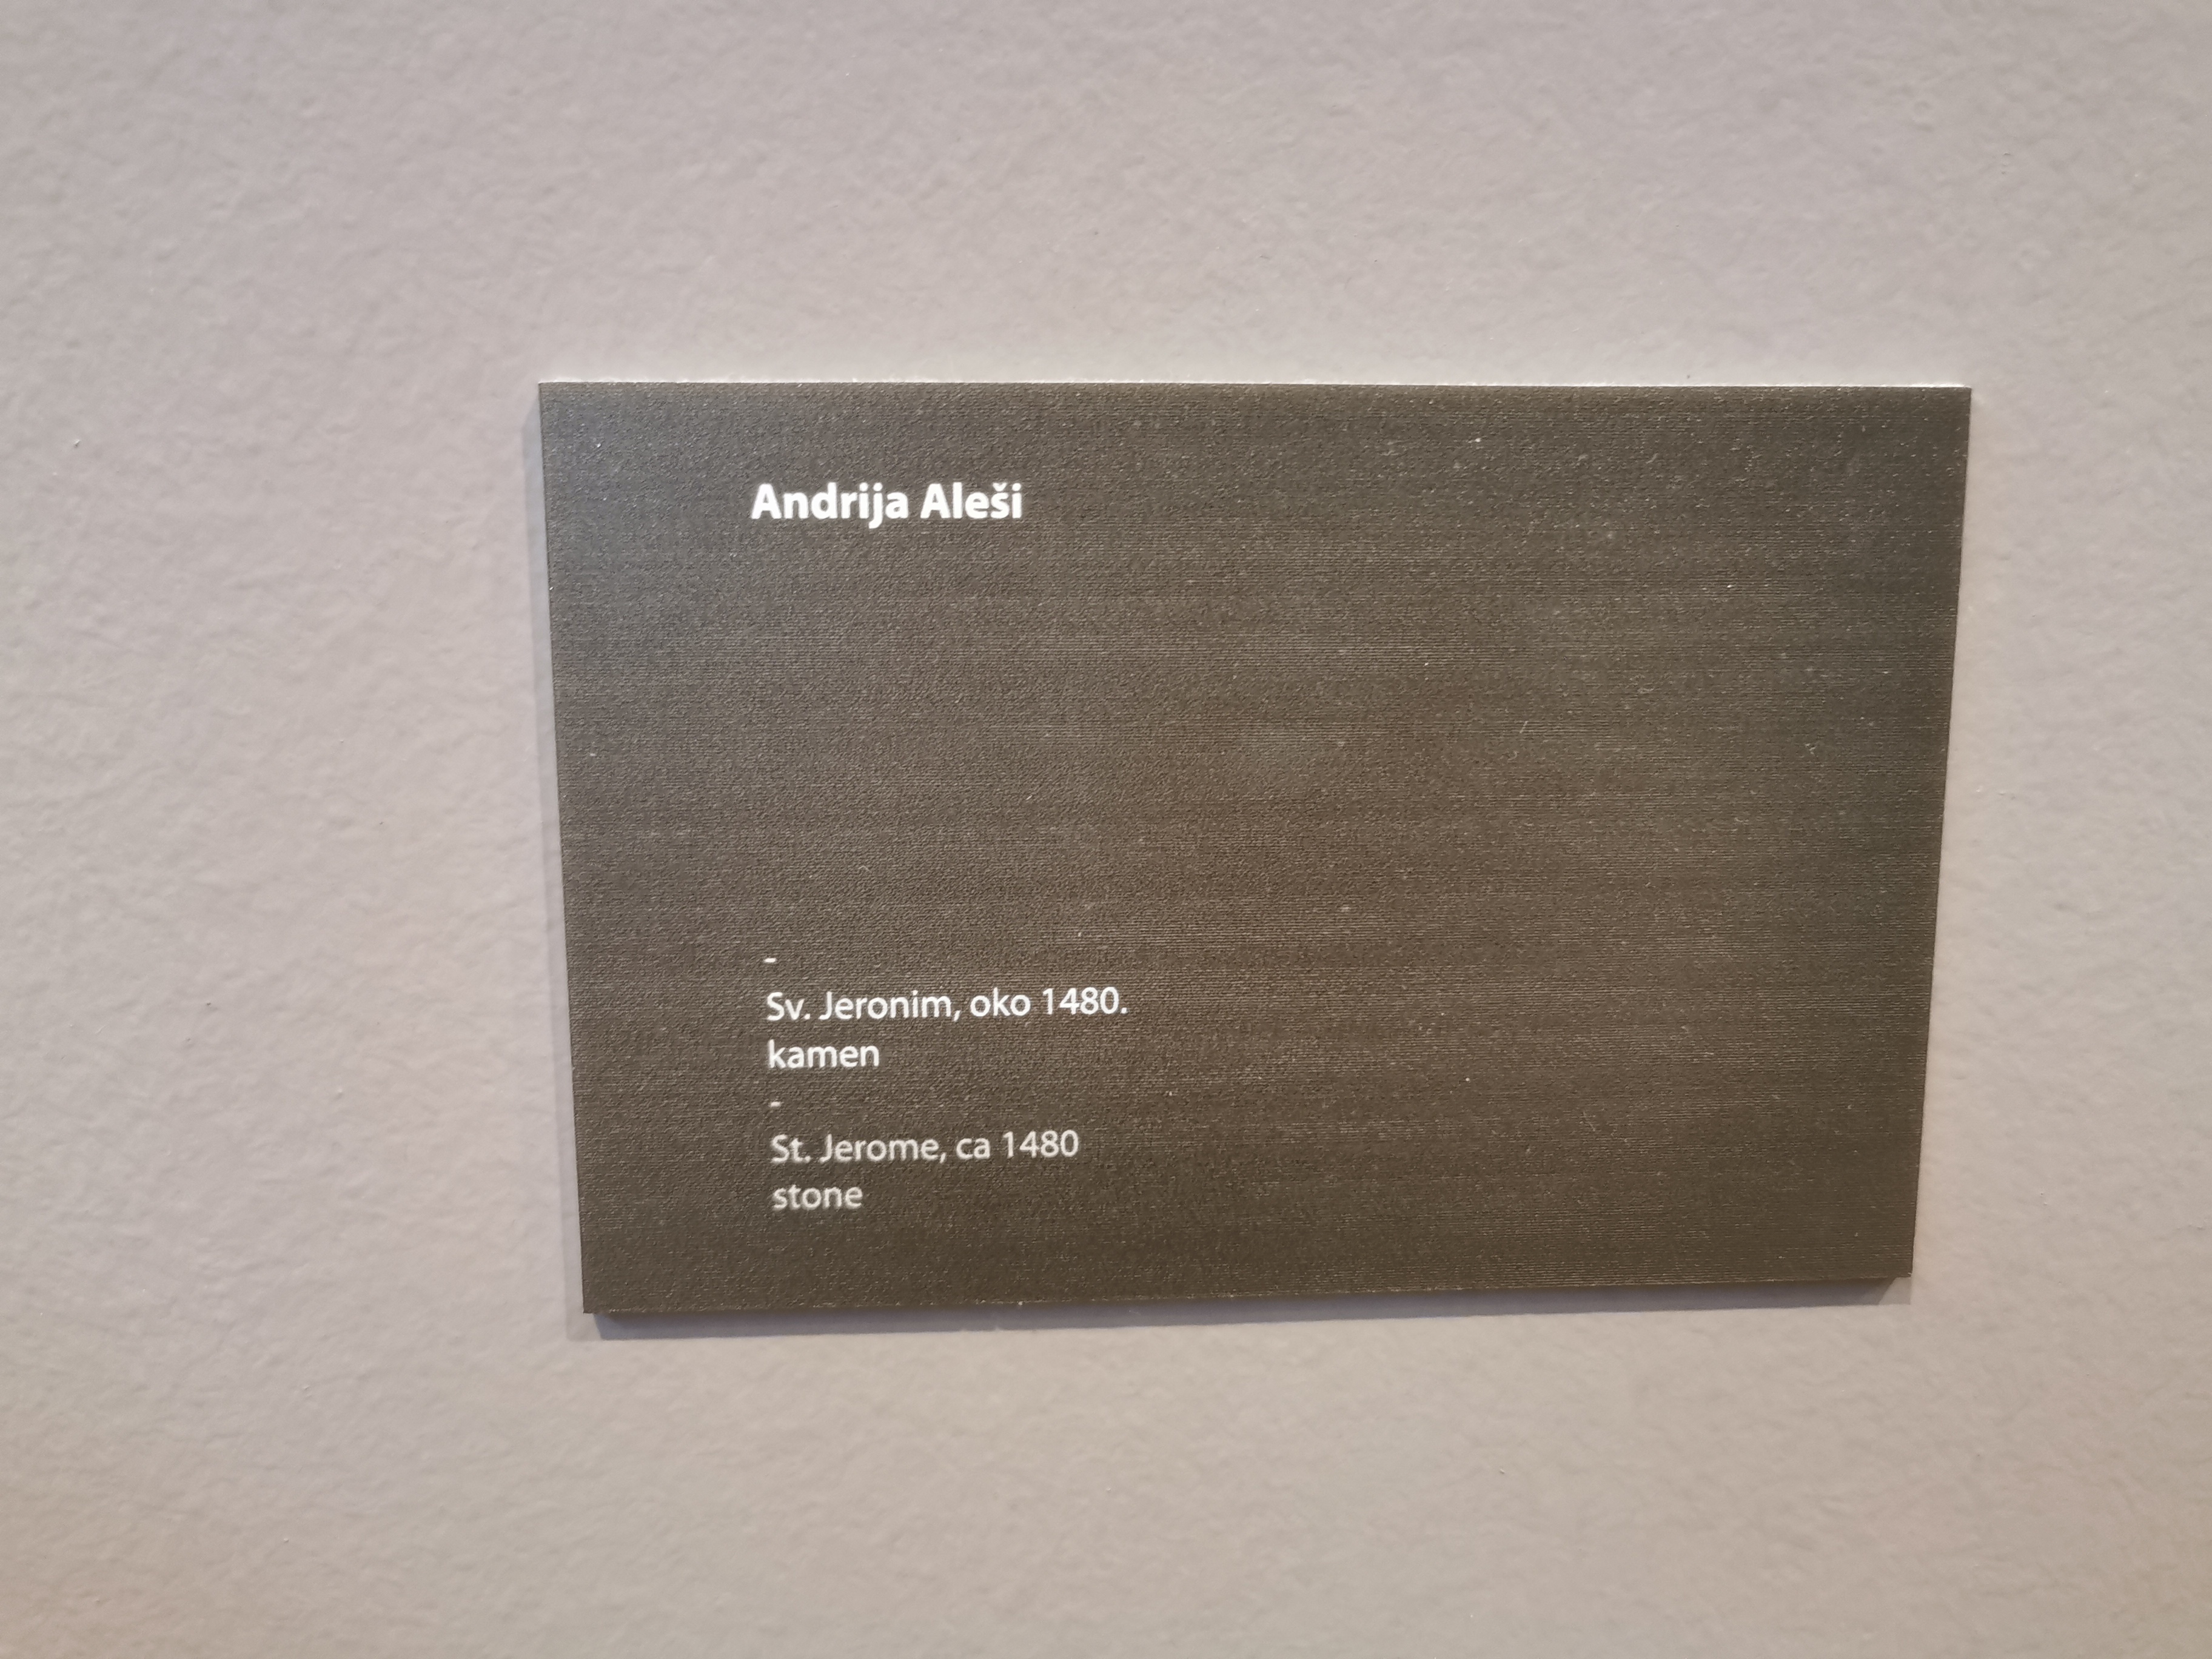 Andrija Aleši
-
Sv. Jeronim, oko 1480.
kamen
-
St. Jerome, ca 1480
stone